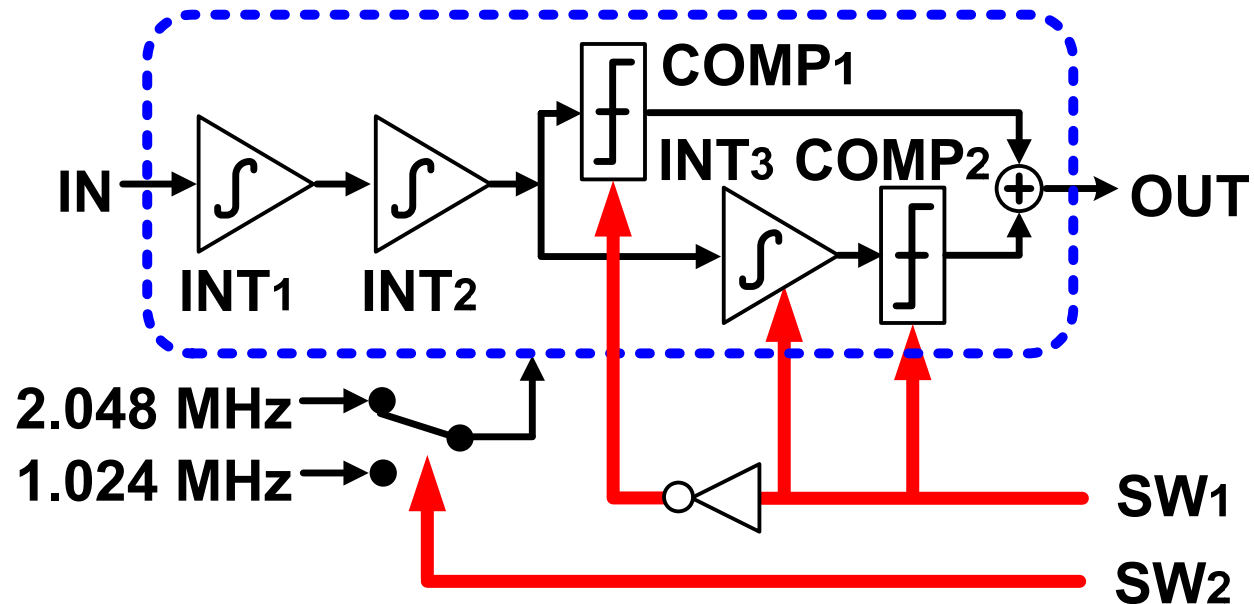 COMP1
INT3 COMP2
IN
OUT
INT1
INT2
2.048 MHz
1.024 MHz
SW1
SW2